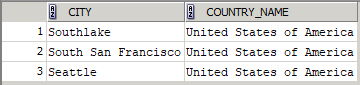 CITY COUNTRY_NAME
1 Southlake United States of America
2 South San Francisco United States of America
3 Seattle United States of America